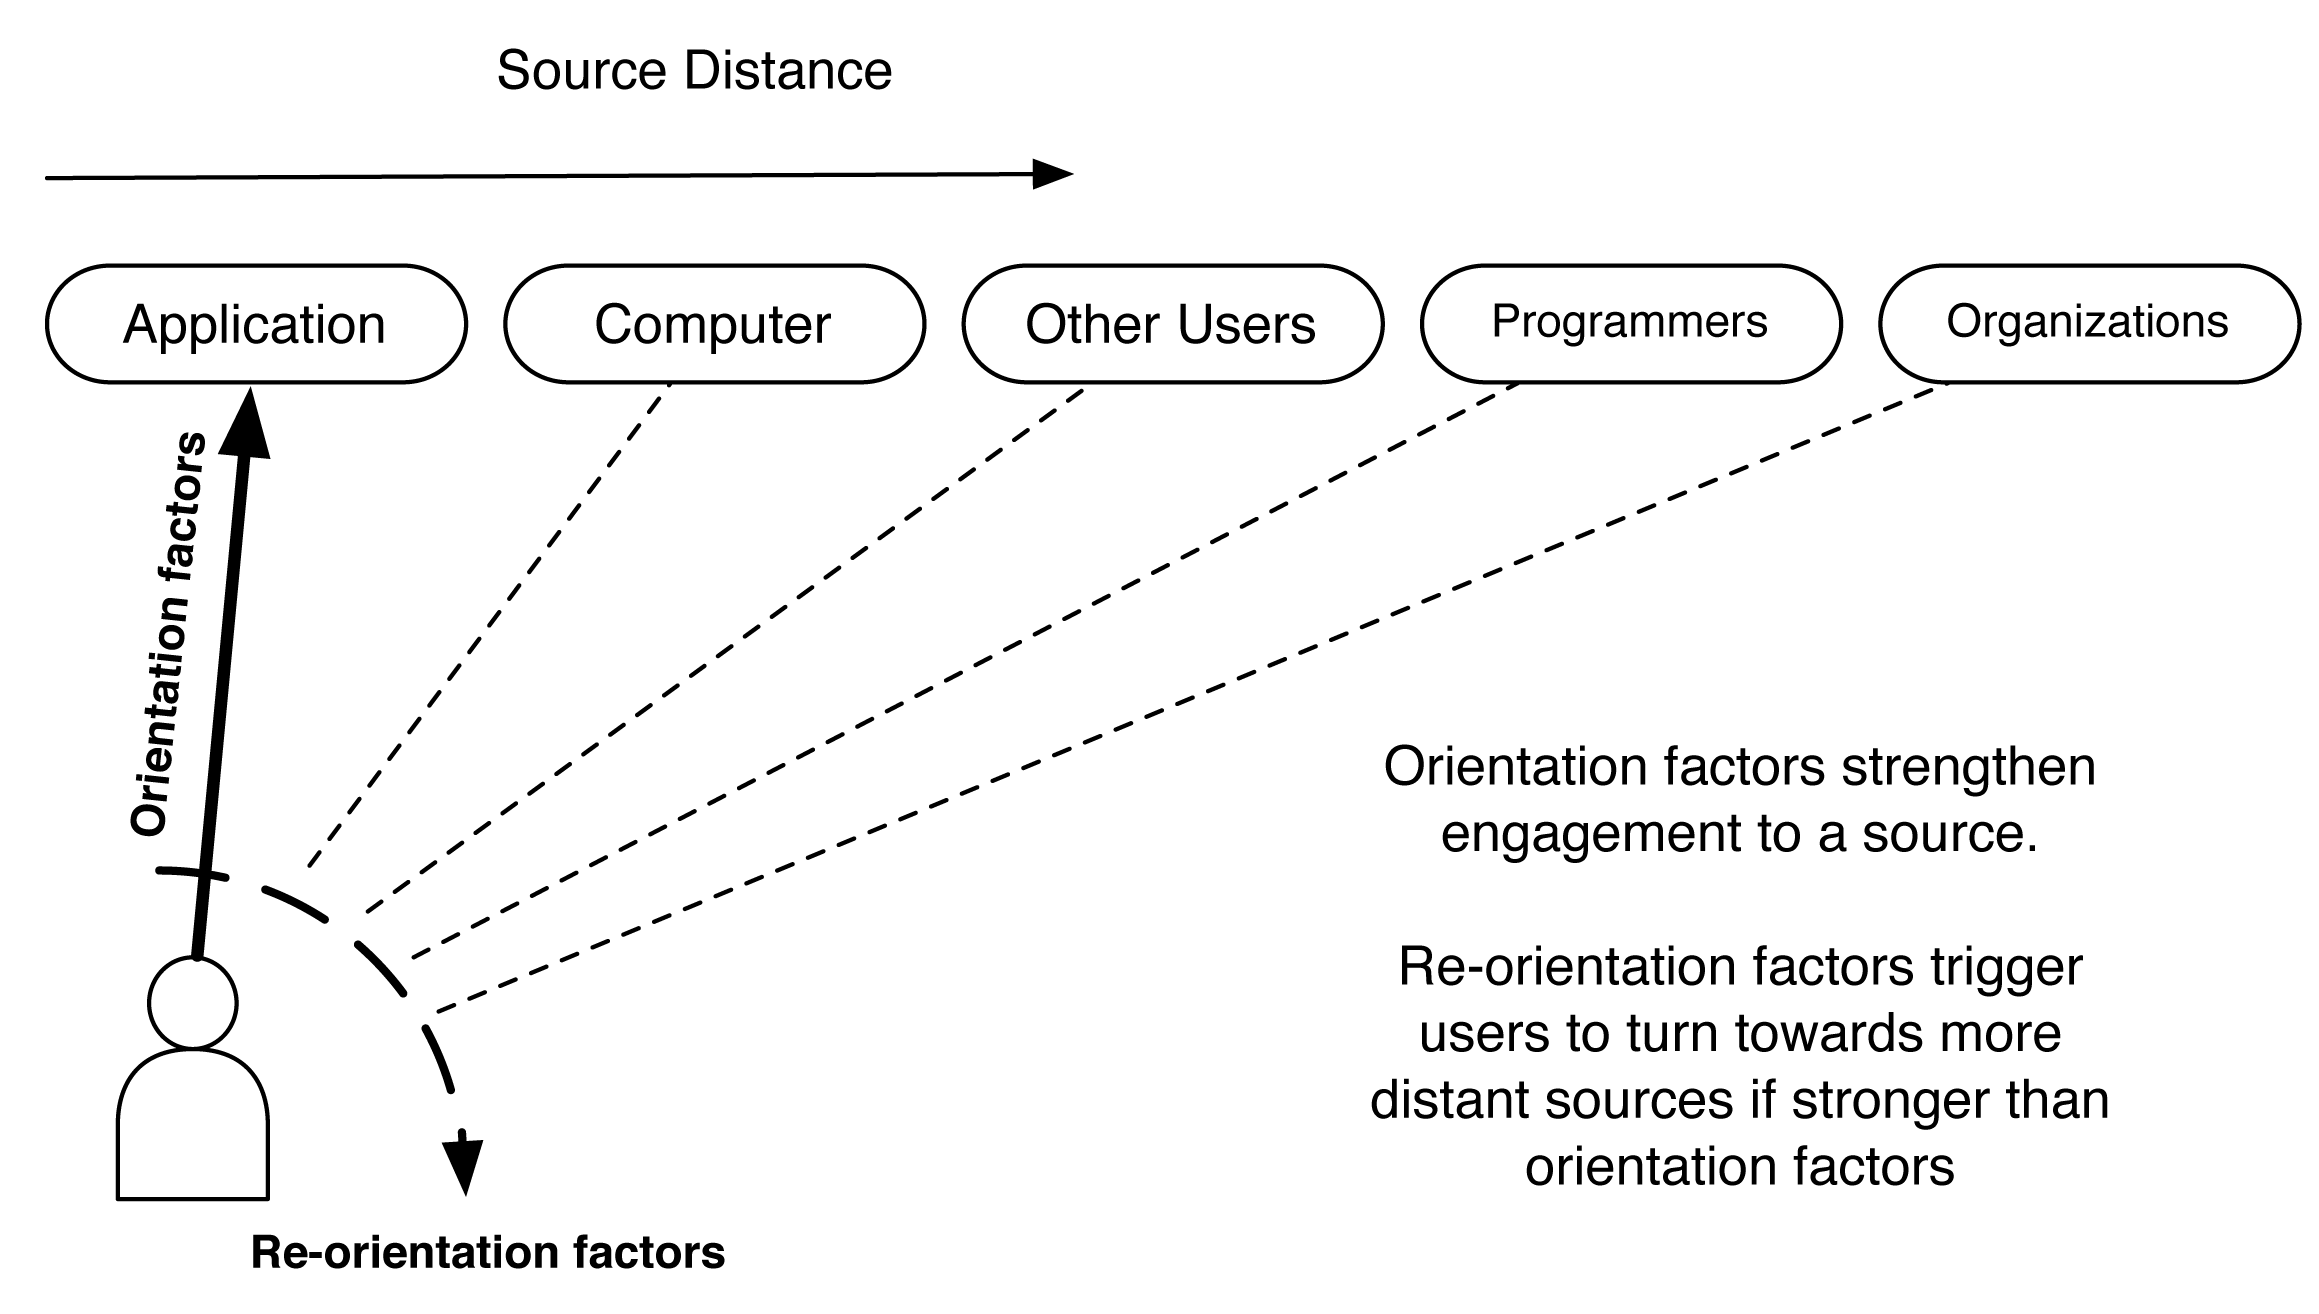 Source Distance
Application
Computer
Other Users
Programmers
Organizations
Orientation factors
Orientation factors strengthen
engagement to a source.
Re-orientation factors trigger
users to turn towards more
distant sources if stronger than
orientation factors
Re-orientation factors